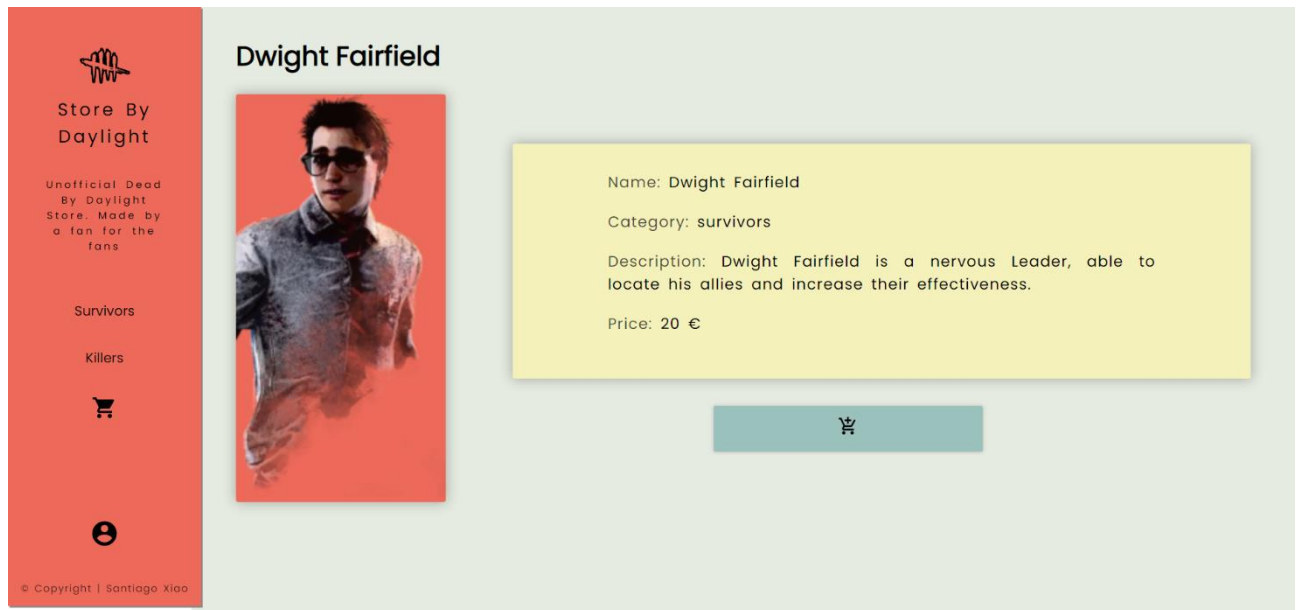 Store By
Daylight
Unofficial Dead
By Daylight
Store. Made by
a fan for the
fans
Survivors
Killers
© Copyright | Santiago Xiao
Dwight Fairfield
Name: Dwight Fairfield
Category: survivors
Description: Dwight Fairfield is a nervous Leader, able to
locate his allies and increase their effectiveness.
Price: 20 €